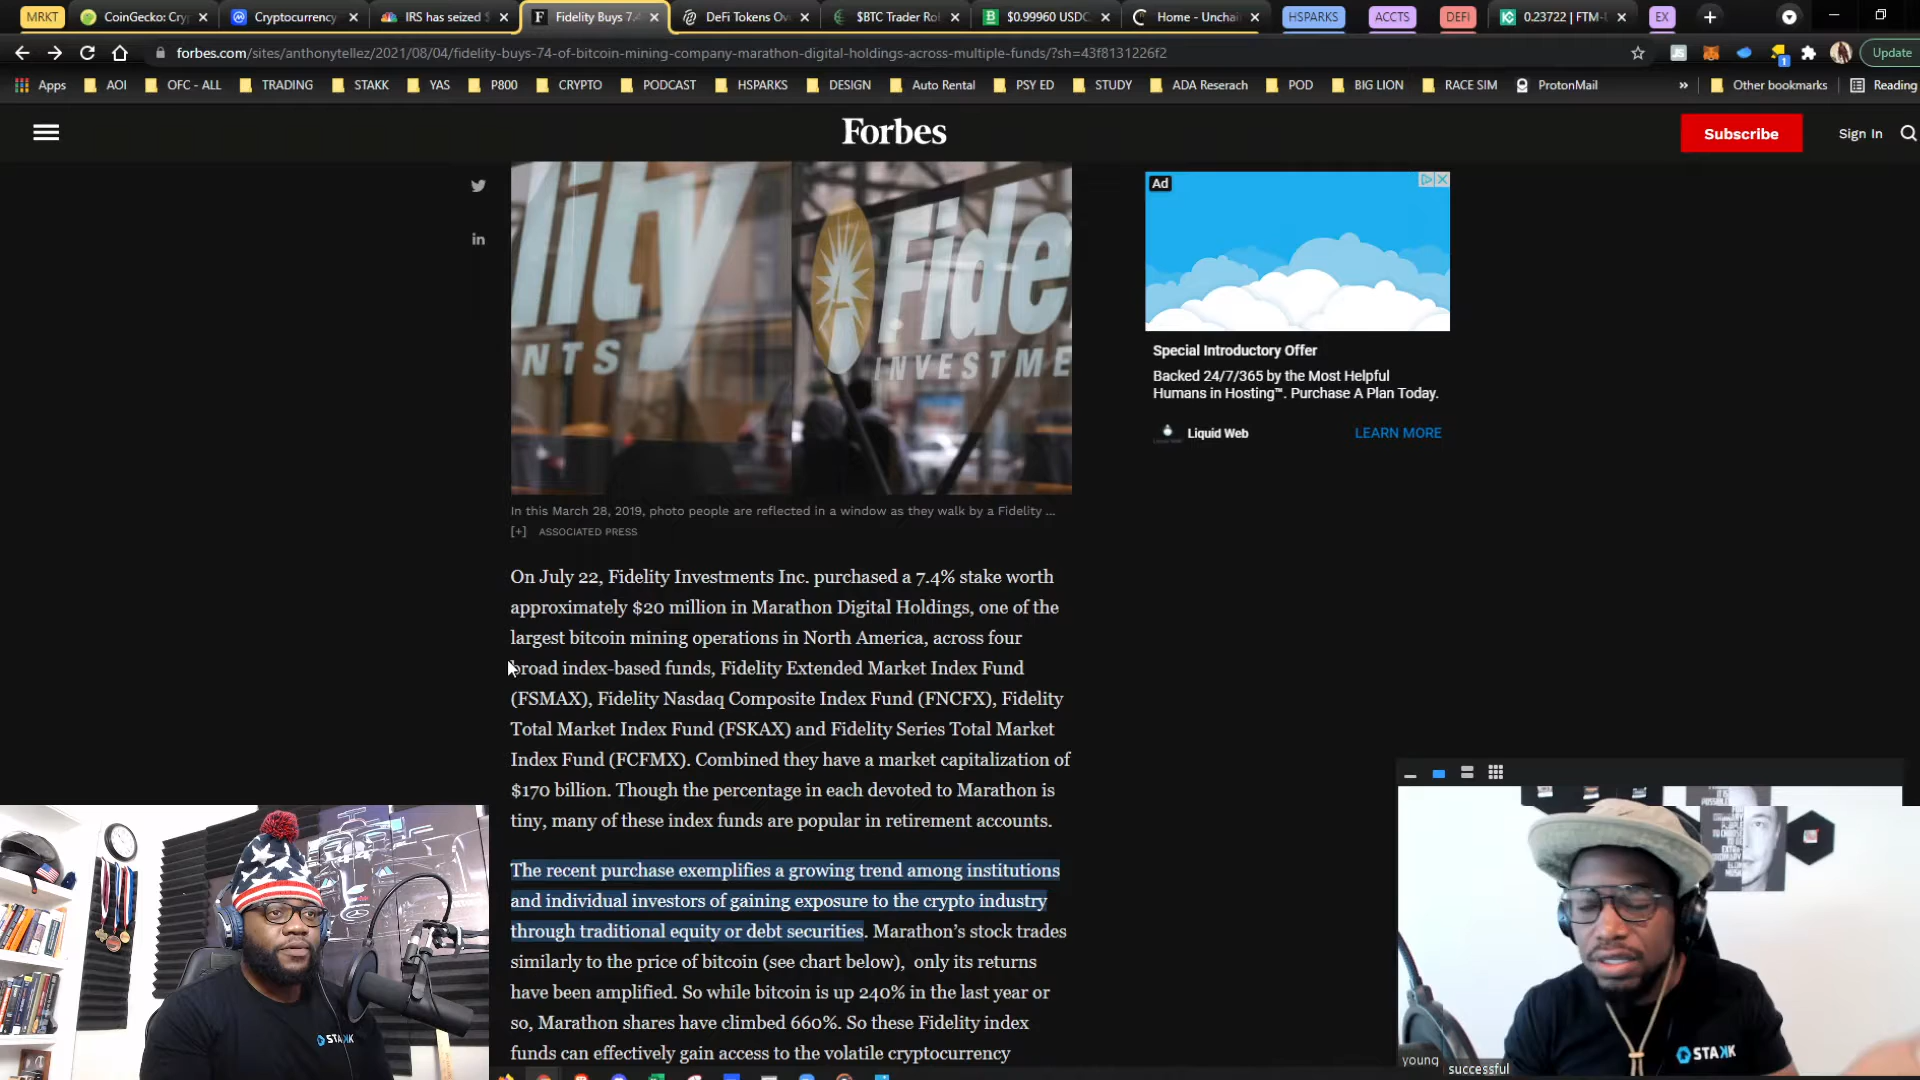 MRKT
CoinGecko: Cry
Cryptocurrency
IRS has seized $
Fidelity Buys 7.4
DeFi Tokens Ov
$BTC Trader Rol
$0.99960 USDC
Home - Unchai
HSPARKS
ACCTS
DEFI
0.23722 | FTM-
EX
forbes.com/sites/anthonytellez/2021/08/04/fidelity-buys-74-of-bitcoin-mining-company-marathon-digital-holdings-across-multiple-funds/?sh=43f8131226f2
Update
Apps
AOI
OFC - ALL
TRADING
STAKK
YAS
P800
CRYPTO
PODCAST
HSPARKS
DESIGN
Auto Rental
PSY ED
STUDY
ADA Reserach
POD
BIG LION
RACE SIM
ProtonMail
»
Other bookmarks
Reading
Forbes
Subscribe
Sign In
lity
NTS
Fide
INVESTME
Ad
Special Introductory Offer
Backed 24/7/365 by the Most Helpful
Humans in Hosting™. Purchase A Plan Today.
Liquid Web
LEARN MORE
In this March 28, 2019, photo people are reflected in a window as they walk by a Fidelity ...
[+] ASSOCIATED PRESS
On July 22, Fidelity Investments Inc. purchased a 7.4% stake worth
approximately $20 million in Marathon Digital Holdings, one of the
largest bitcoin mining operations in North America, across four
broad index-based funds, Fidelity Extended Market Index Fund
(FSMAX), Fidelity Nasdaq Composite Index Fund (FNCFX), Fidelity
Total Market Index Fund (FSKAX) and Fidelity Series Total Market
Index Fund (FCFMX). Combined they have a market capitalization of
$170 billion. Though the percentage in each devoted to Marathon is
tiny, many of these index funds are popular in retirement accounts.
The recent purchase exemplifies a growing trend among institutions
and individual investors of gaining exposure to the crypto industry
through traditional equity or debt securities. Marathon's stock trades
similarly to the price of bitcoin (see chart below), only its returns
have been amplified. So while bitcoin is up 240% in the last year or
so, Marathon shares have climbed 660%. So these Fidelity index
funds can effectively gain access to the volatile cryptocurrency
STAKK
STAKK
young
successful